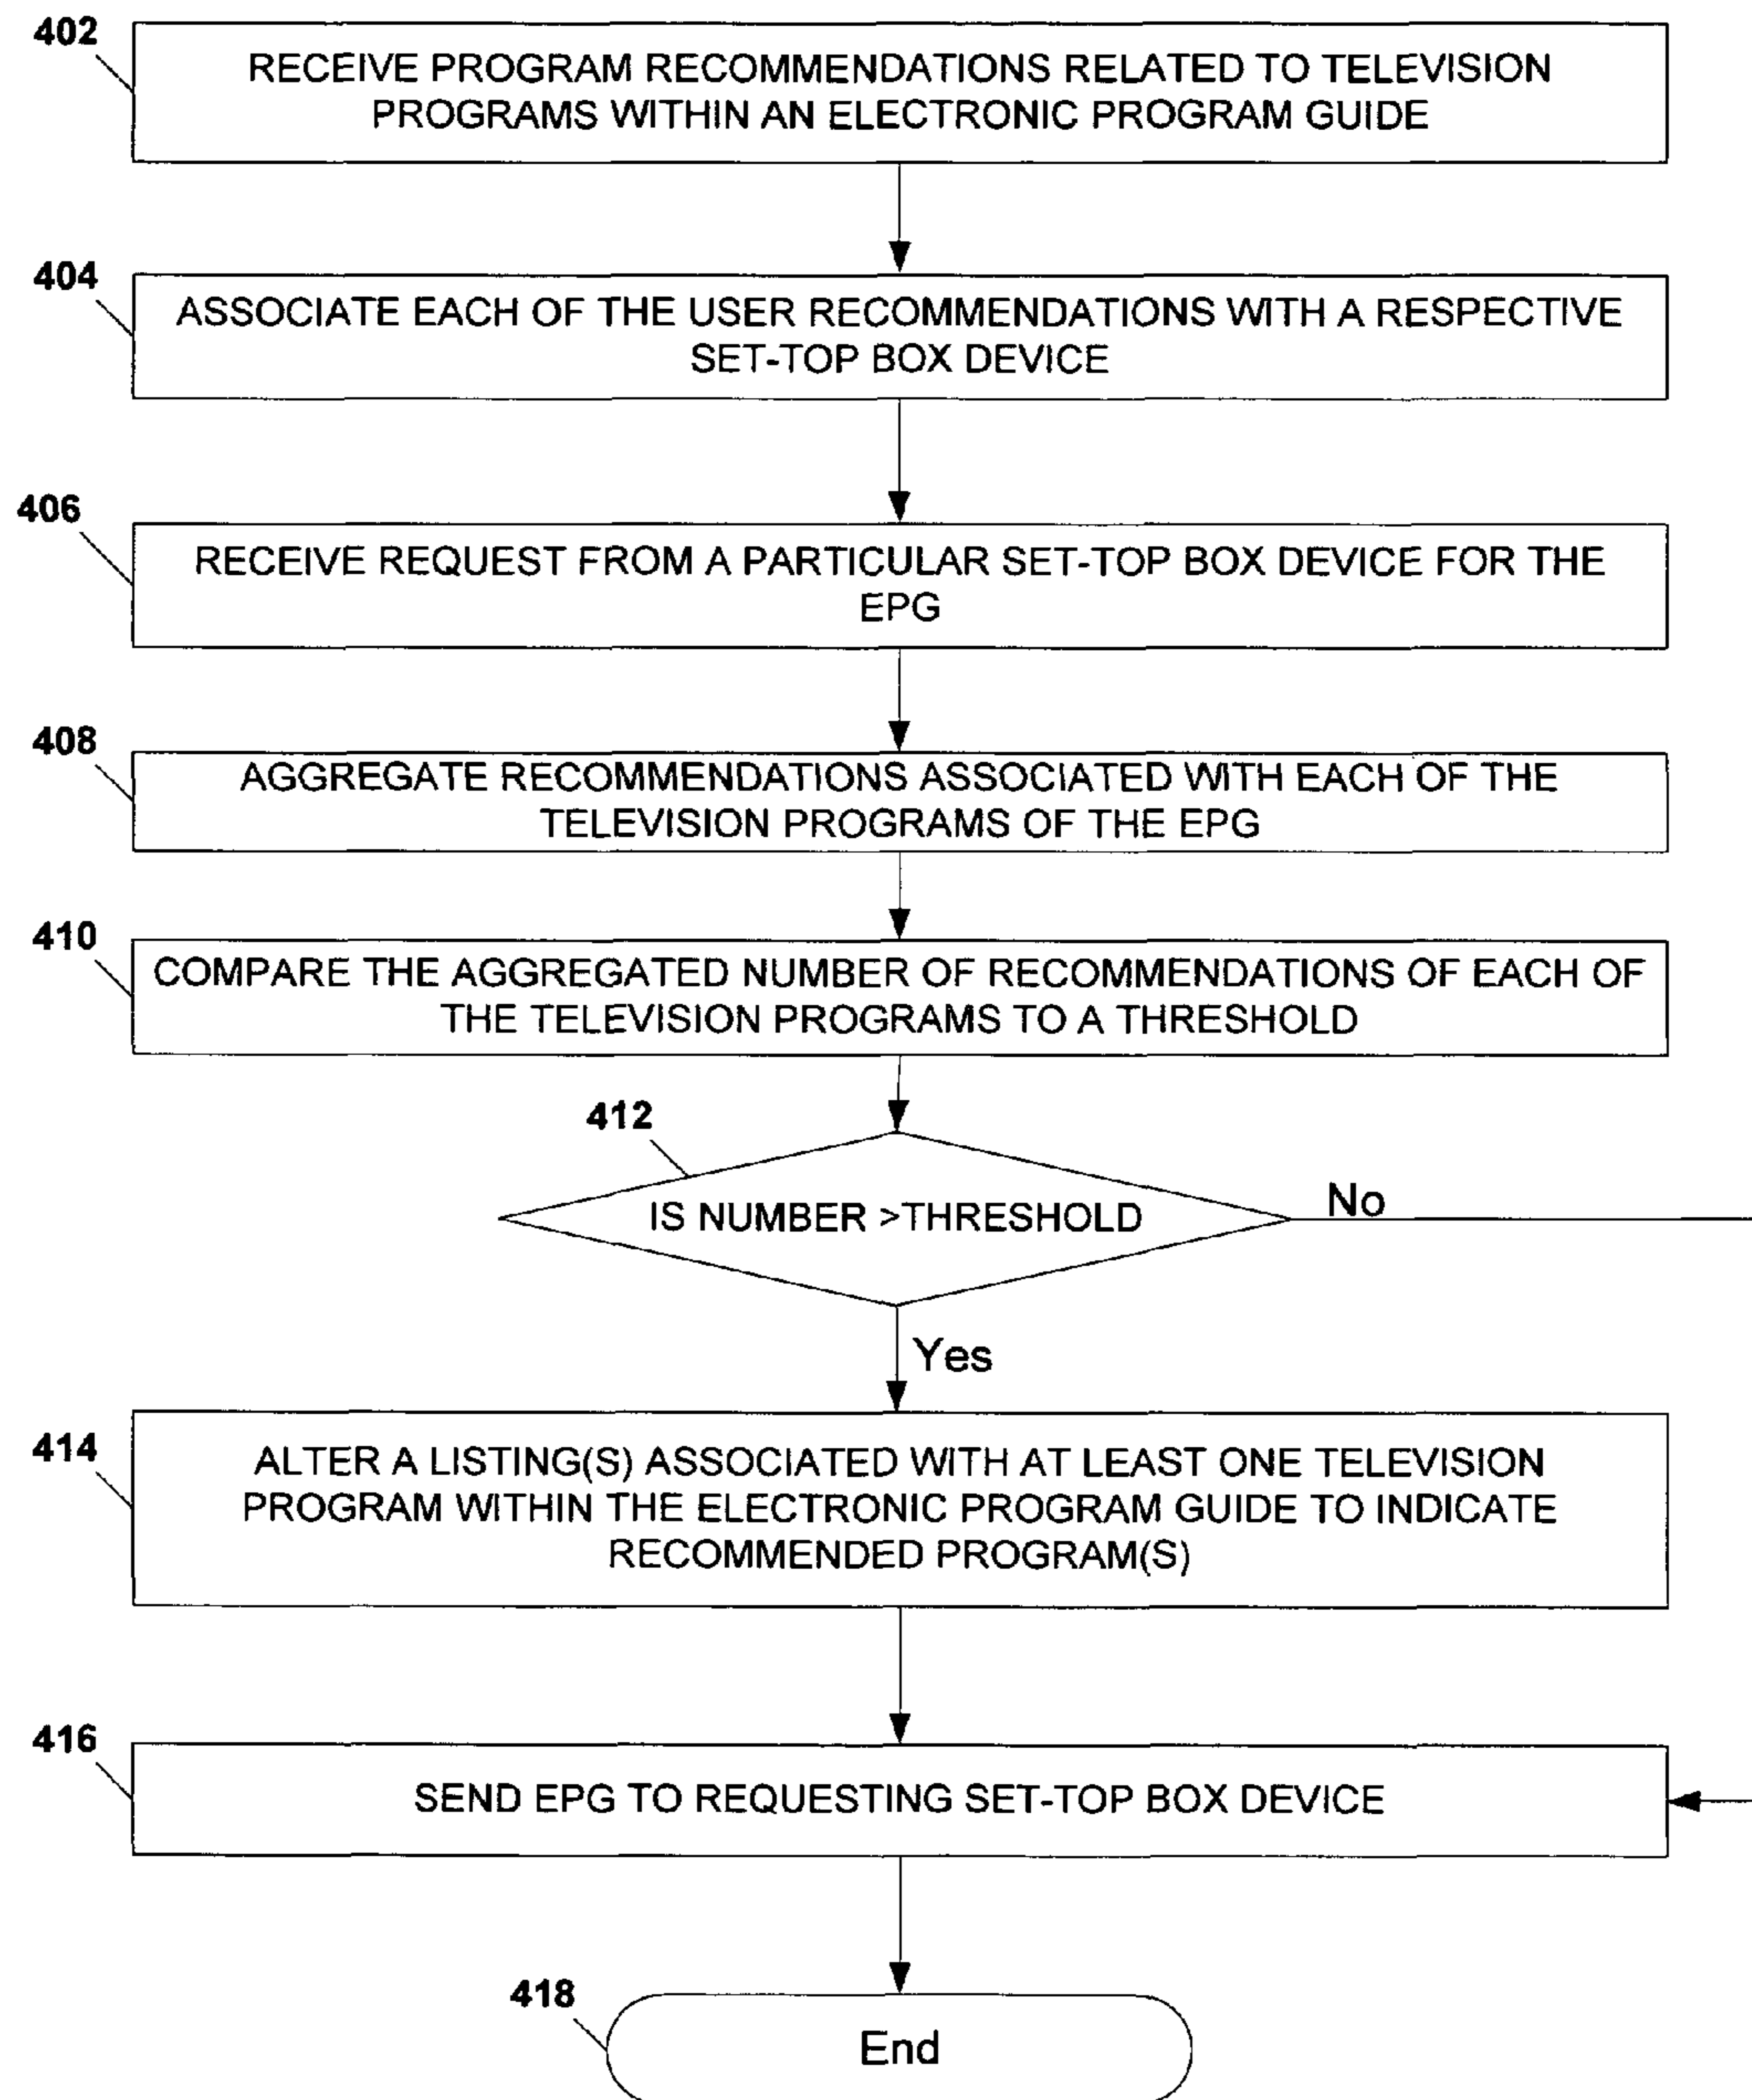 402
RECEIVE PROGRAM RECOMMENDATIONS RELATED TO TELEVISION
PROGRAMS WITHIN AN ELECTRONIC PROGRAM GUIDE
404
ASSOCIATE EACH OF THE USER RECOMMENDATIONS WITH A RESPECTIVE
SET-TOP BOX DEVICE
406
RECEIVE REQUEST FROM A PARTICULAR SET-TOP BOX DEVICE FOR THE
EPG
408
AGGREGATE RECOMMENDATIONS ASSOCIATED WITH EACH OF THE
TELEVISION PROGRAMS OF THE EPG
410
COMPARE THE AGGREGATED NUMBER OF RECOMMENDATIONS OF EACH OF
THE TELEVISION PROGRAMS TO A THRESHOLD
412
IS NUMBER >THRESHOLD
No
Yes
414
ALTER A LISTING(S) ASSOCIATED WITH AT LEAST ONE TELEVISION
PROGRAM WITHIN THE ELECTRONIC PROGRAM GUIDE TO INDICATE
RECOMMENDED PROGRAM(S)
416
SEND EPG TO REQUESTING SET-TOP BOX DEVICE
418
End